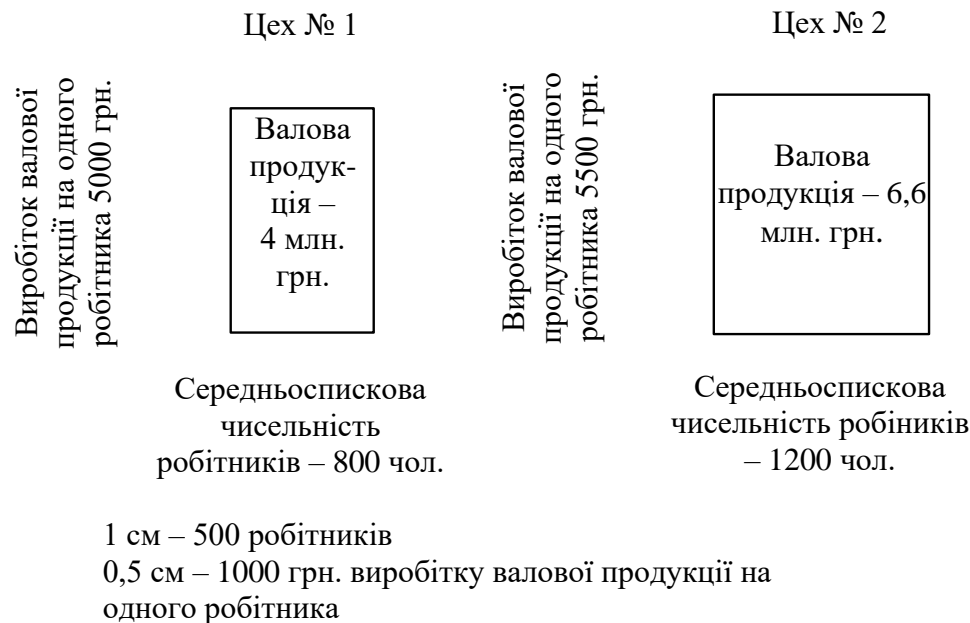 Цех № 1
Виробіток валової
продукції на одного
робітника 5000 грн.
Валова
продук-
ція –
4 млн.
грн.
Середньоспискова
чисельність
робітників – 800 чол.
Цех № 2
Виробіток валової
продукції на одного
робітника 5500 грн.
Валова
продукція – 6,6
млн. грн.
Середньоспискова
чисельність робіників
– 1200 чол.
1 см – 500 робітників
0,5 см – 1000 грн. виробітку валової продукції на
одного робітника